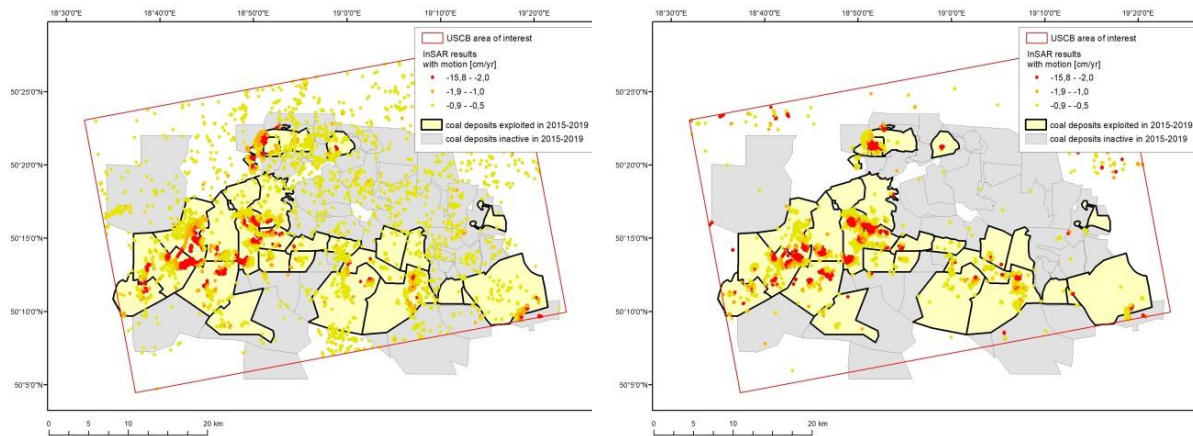 18°30'0"E 18°40'0"E 18°50'0"E 19°0'0"E 19°10'0"E 19°20'0"E
USCB area of interest
InSAR results
with motion [cm/yr]
-15,8 - -2,0
-1,9 - -1,0
-0,9 - -0,5
coal deposits exploited in 2015-2019
coal deposits inactive in 2015-2019
50°25'0"N
50°20'0"N
50°15'0"N
50°10'0"N
50°5'0"N
0 5 10 20 km
18°30'0"E 18°40'0"E 18°50'0"E 19°0'0"E 19°10'0"E 19°20'0"E
USCB area of interest
InSAR results
with motion [cm/yr]
-15,8 - -2,0
-1,9 - -1,0
-0,9 - -0,5
coal deposits exploited in 2015-2019
coal deposits inactive in 2015-2019
50°25'0"N
50°20'0"N
50°15'0"N
50°10'0"N
50°5'0"N
0 5 10 20 km